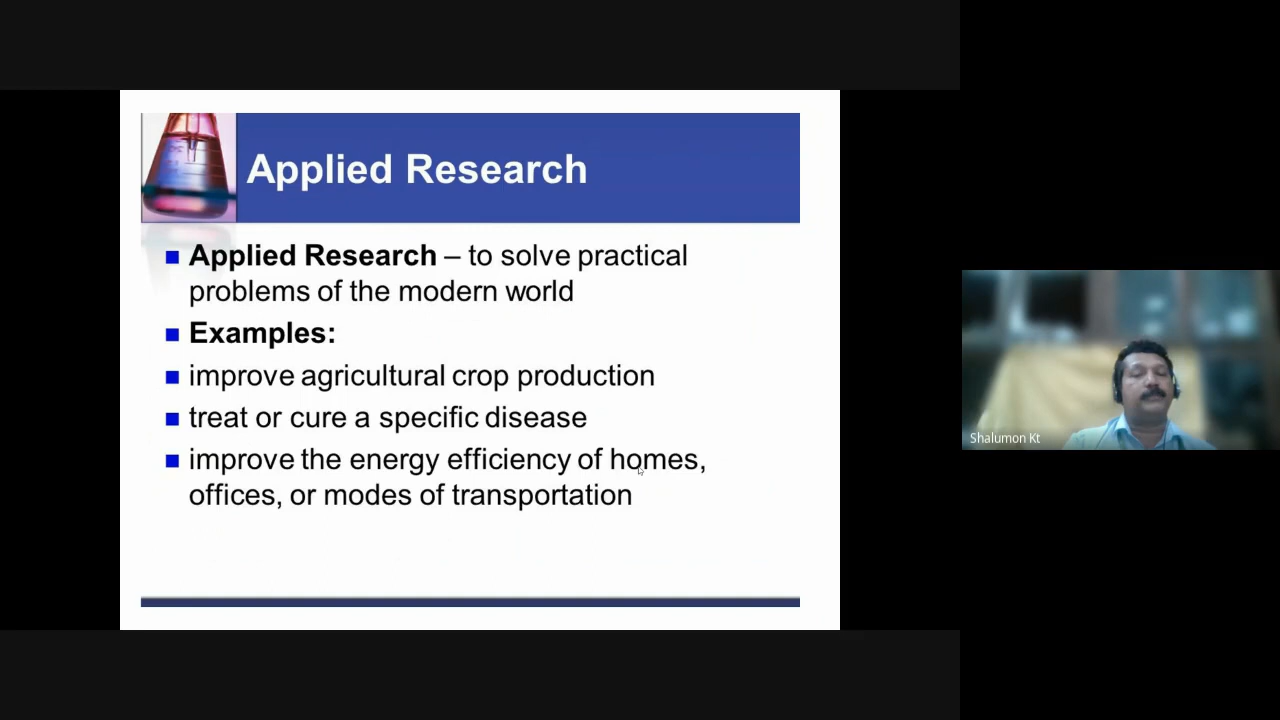 Applied Research
Applied Research – to solve practical
problems of the modern world
Examples:
improve agricultural crop production
treat or cure a specific disease
improve the energy efficiency of homes,
offices, or modes of transportation
Shalumon Kt